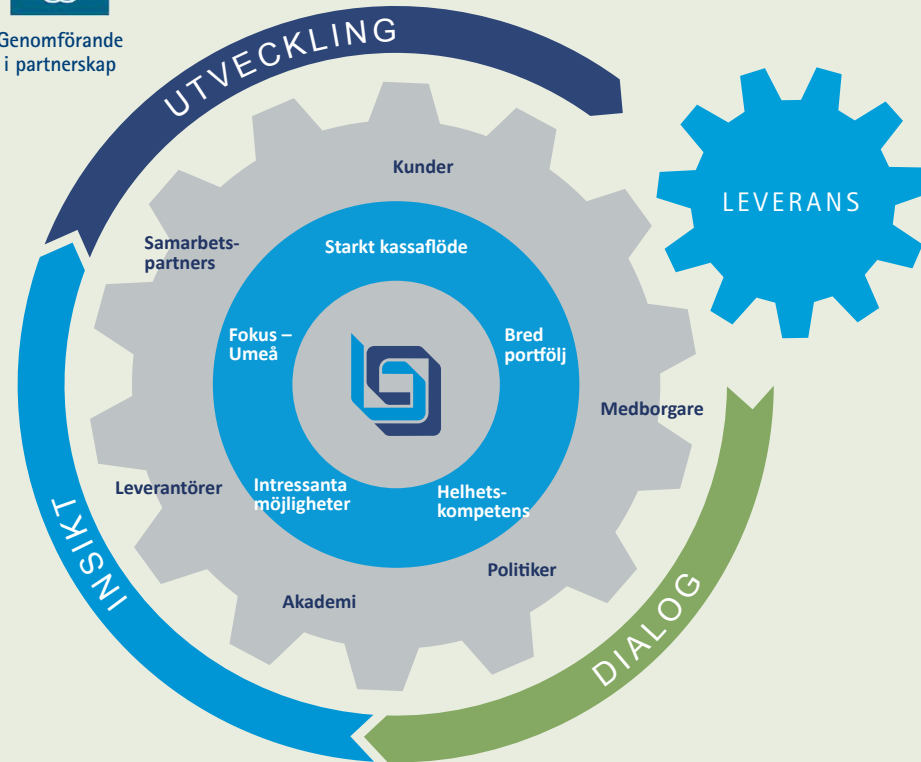 Genomförande
i partnerskap
UTVECKLING
LEVERANS
Kunder
Samarbets-
partners
Starkt kassaflöde
Fokus –
Umeå
Bred
portfölj
Medborgare
Leverantörer
Intressanta
möjligheter
Helhets-
kompetens
Politiker
Akademi
INSIKT
DIALOG